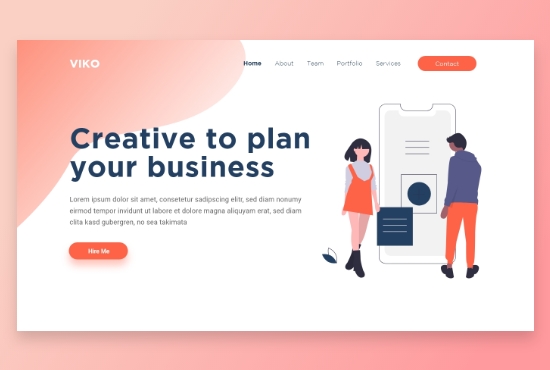 VIKO
Home About Team Portfolio Services Contact
Creative to plan
your business
Lorem ipsum dolor sit amet, consetetur sadipscing elitr, sed diam nonumy
eirmod tempor invidunt ut labore et dolore magna aliquyam erat, sed diam
clita kasd gubergren, no sea takimata
Hire Me